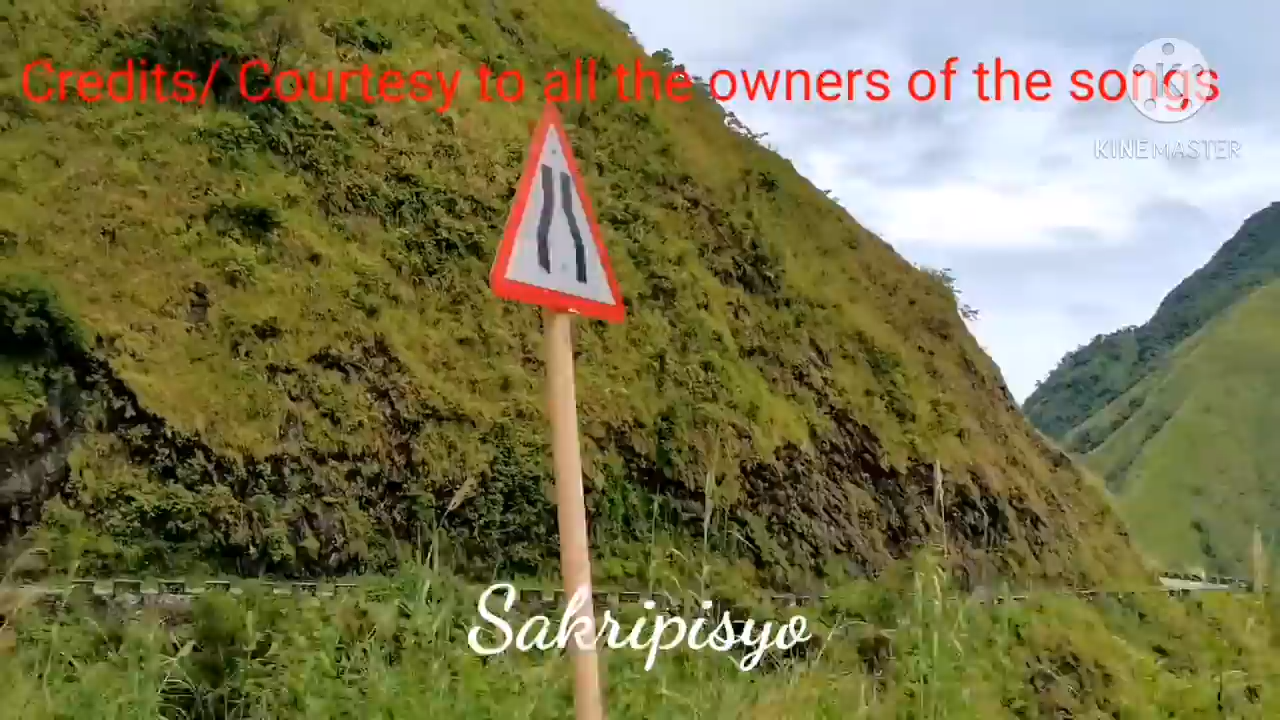 Credits/ Courtesy to all the owners of the songs
K
KINEMASTER
Sakripisyo